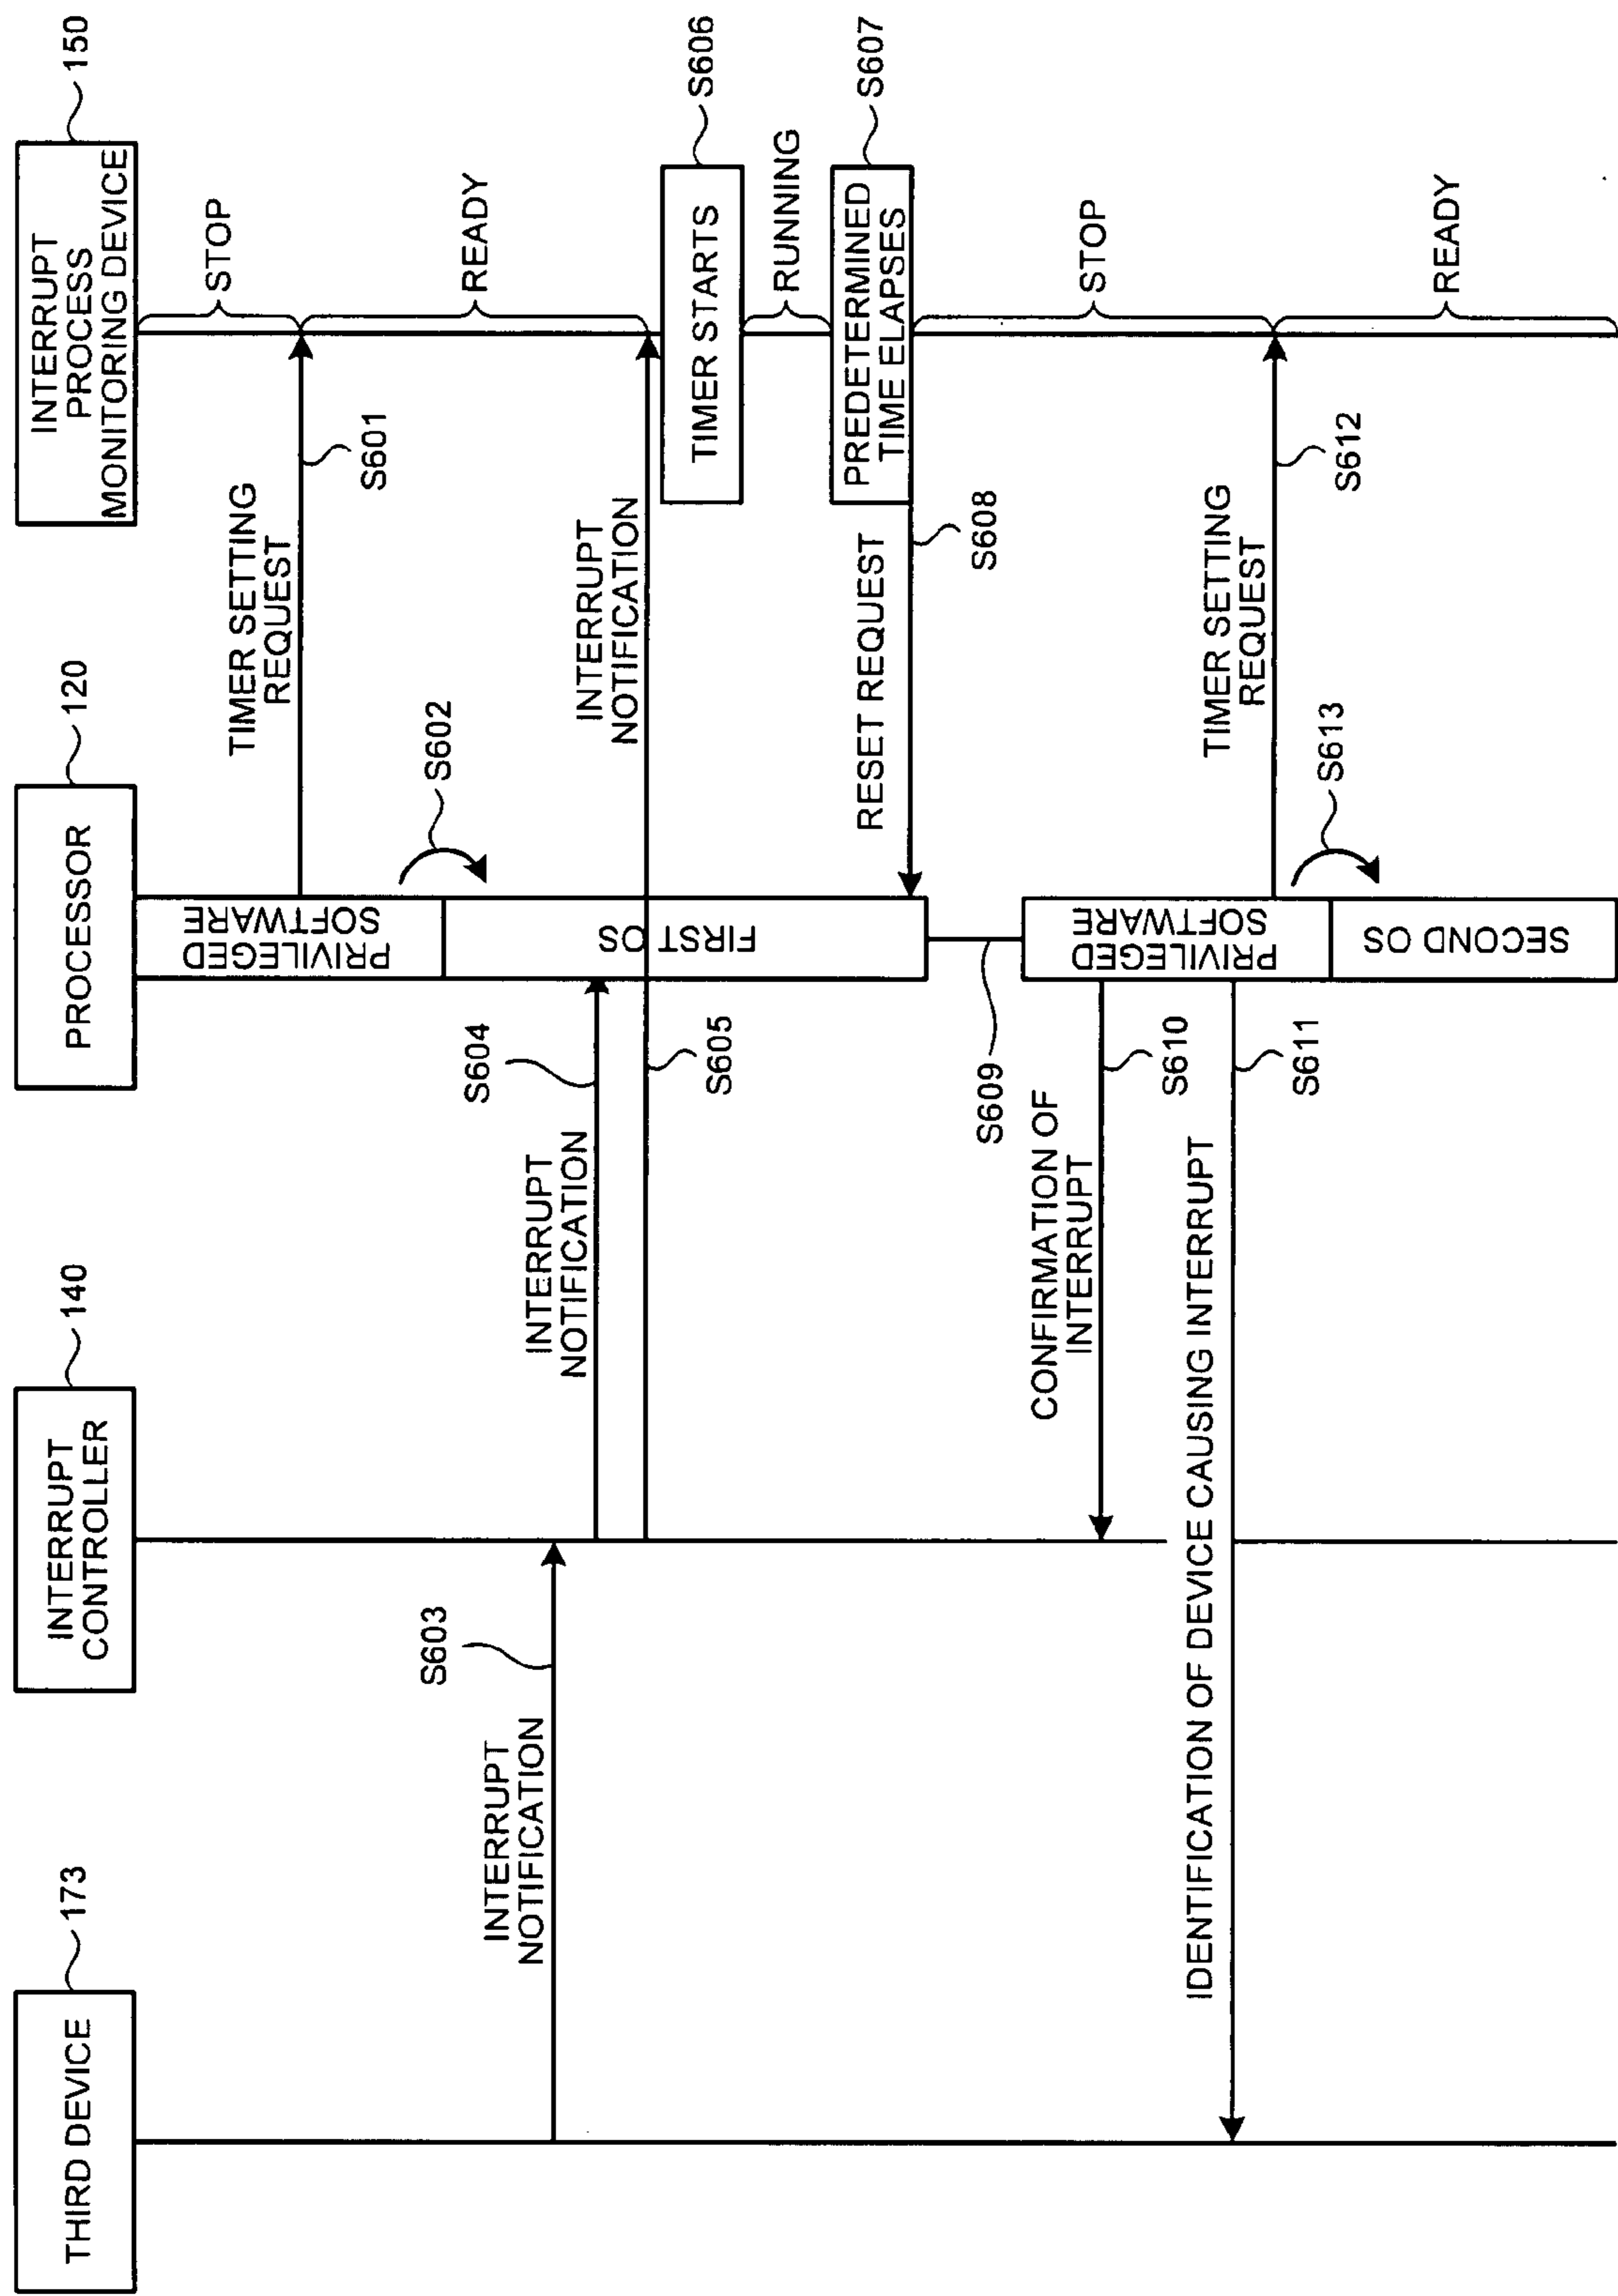 THIRD DEVICE
173
INTERRUPT
CONTROLLER
140
PROCESSOR
120
INTERRUPT
PROCESS
MONITORING DEVICE
150
STOP
PRIVILEGED
SOFTWARE
TIMER SETTING
REQUEST
S601
READY
S602
FIRST OS
INTERRUPT
NOTIFICATION
S603
INTERRUPT
NOTIFICATION
S604
INTERRUPT
NOTIFICATION
S605
TIMER STARTS
S606
RUNNING
PREDETERMINED
TIME ELAPSES
S607
RESET REQUEST
S608
STOP
S609
PRIVILEGED
SOFTWARE
CONFIRMATION OF
INTERRUPT
S610
IDENTIFICATION OF DEVICE CAUSING INTERRUPT
S611
TIMER SETTING
REQUEST
S612
S613
SECOND OS
READY